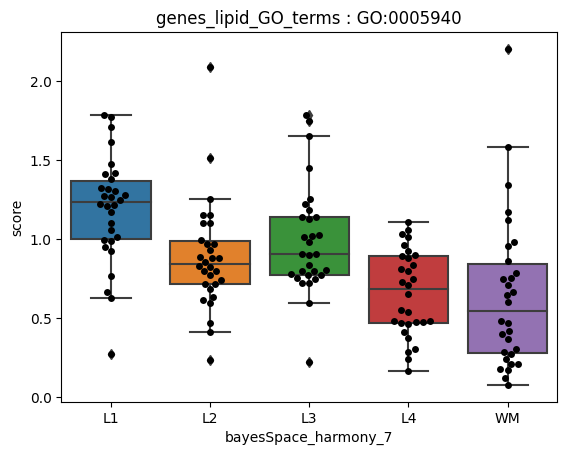 genes_lipid_GO_terms : GO:0005940
2.0
1.5
1.0
0.5
0.0
score
L1 L2 L3 L4 WM
bayesSpace_harmony_7